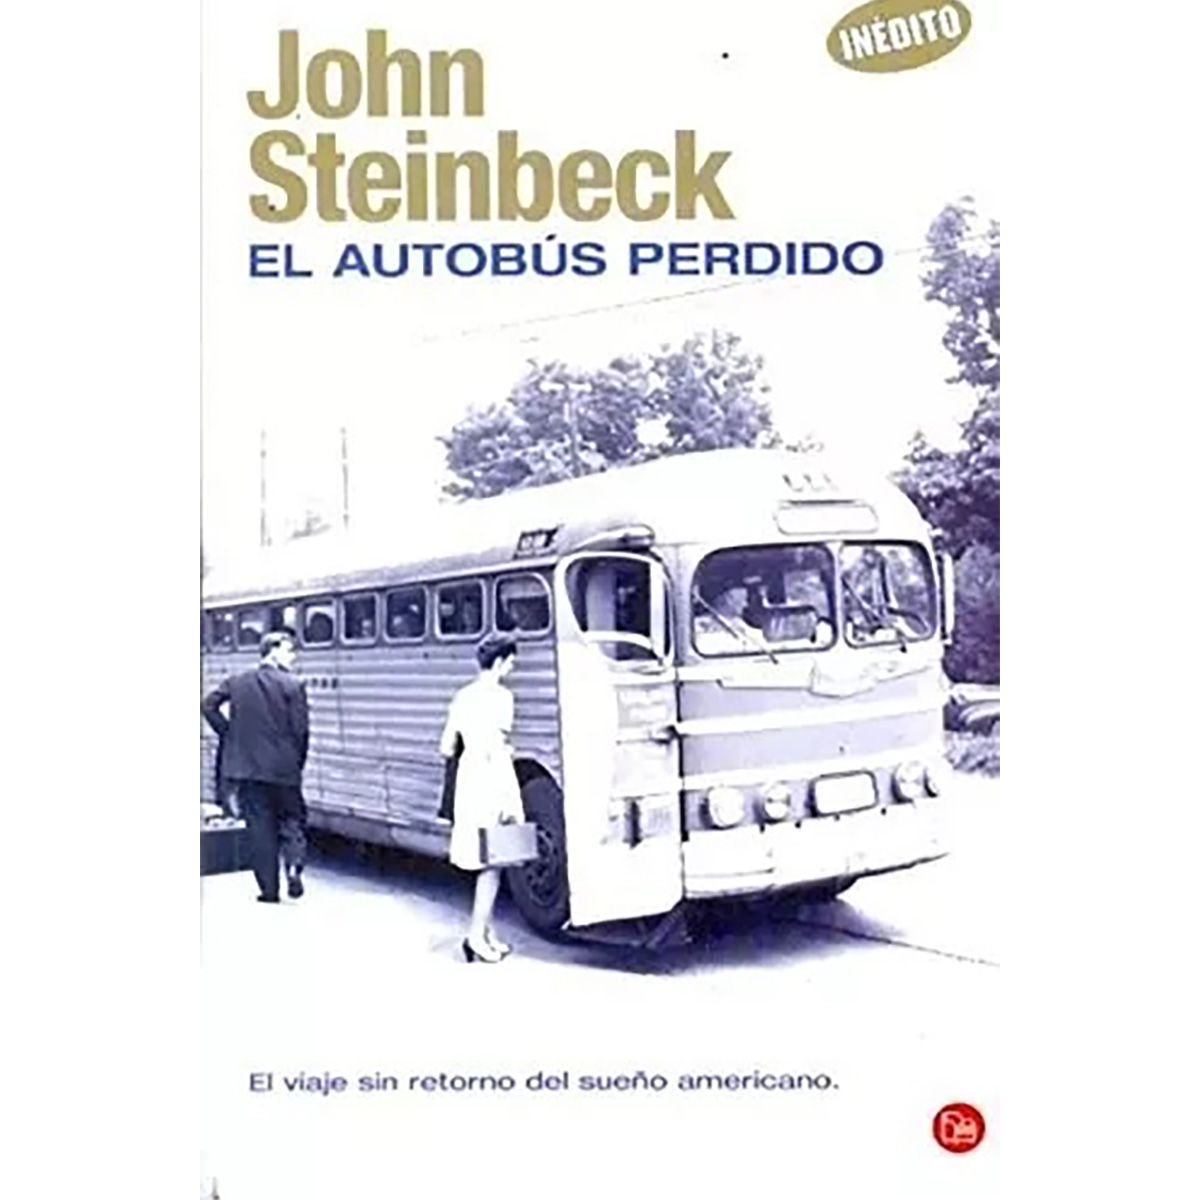 INÉDITO
John
Steinbeck
EL AUTOBÚS PERDIDO
El viaje sin retorno del sueño americano.